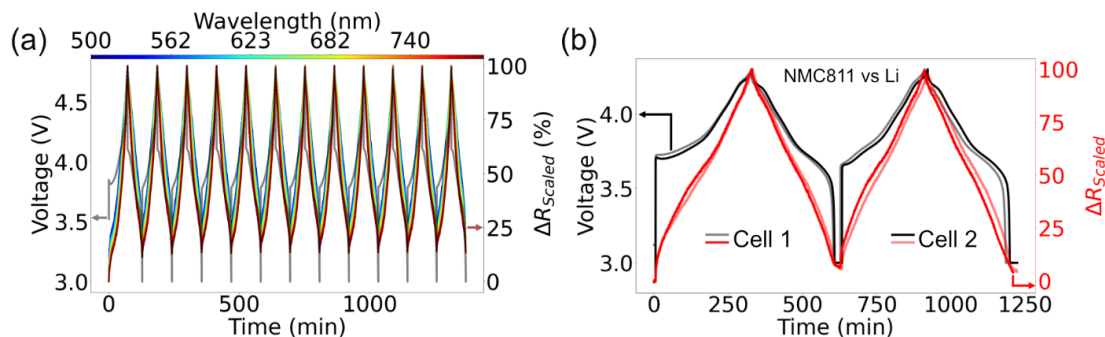 (a)
Wavelength (nm)
500 562 623 682 740
Voltage (V)
4.5
4.0
3.5
3.0
100
75
50
25
0
ΔR_Scaled (%)
0 500 1000
Time (min)
(b)
NMC811 vs Li
Voltage (V)
4.0
3.5
3.0
100
75
50
25
0
ΔR_Scaled
Cell 1 Cell 2
0 250 500 750 1000 1250
Time (min)